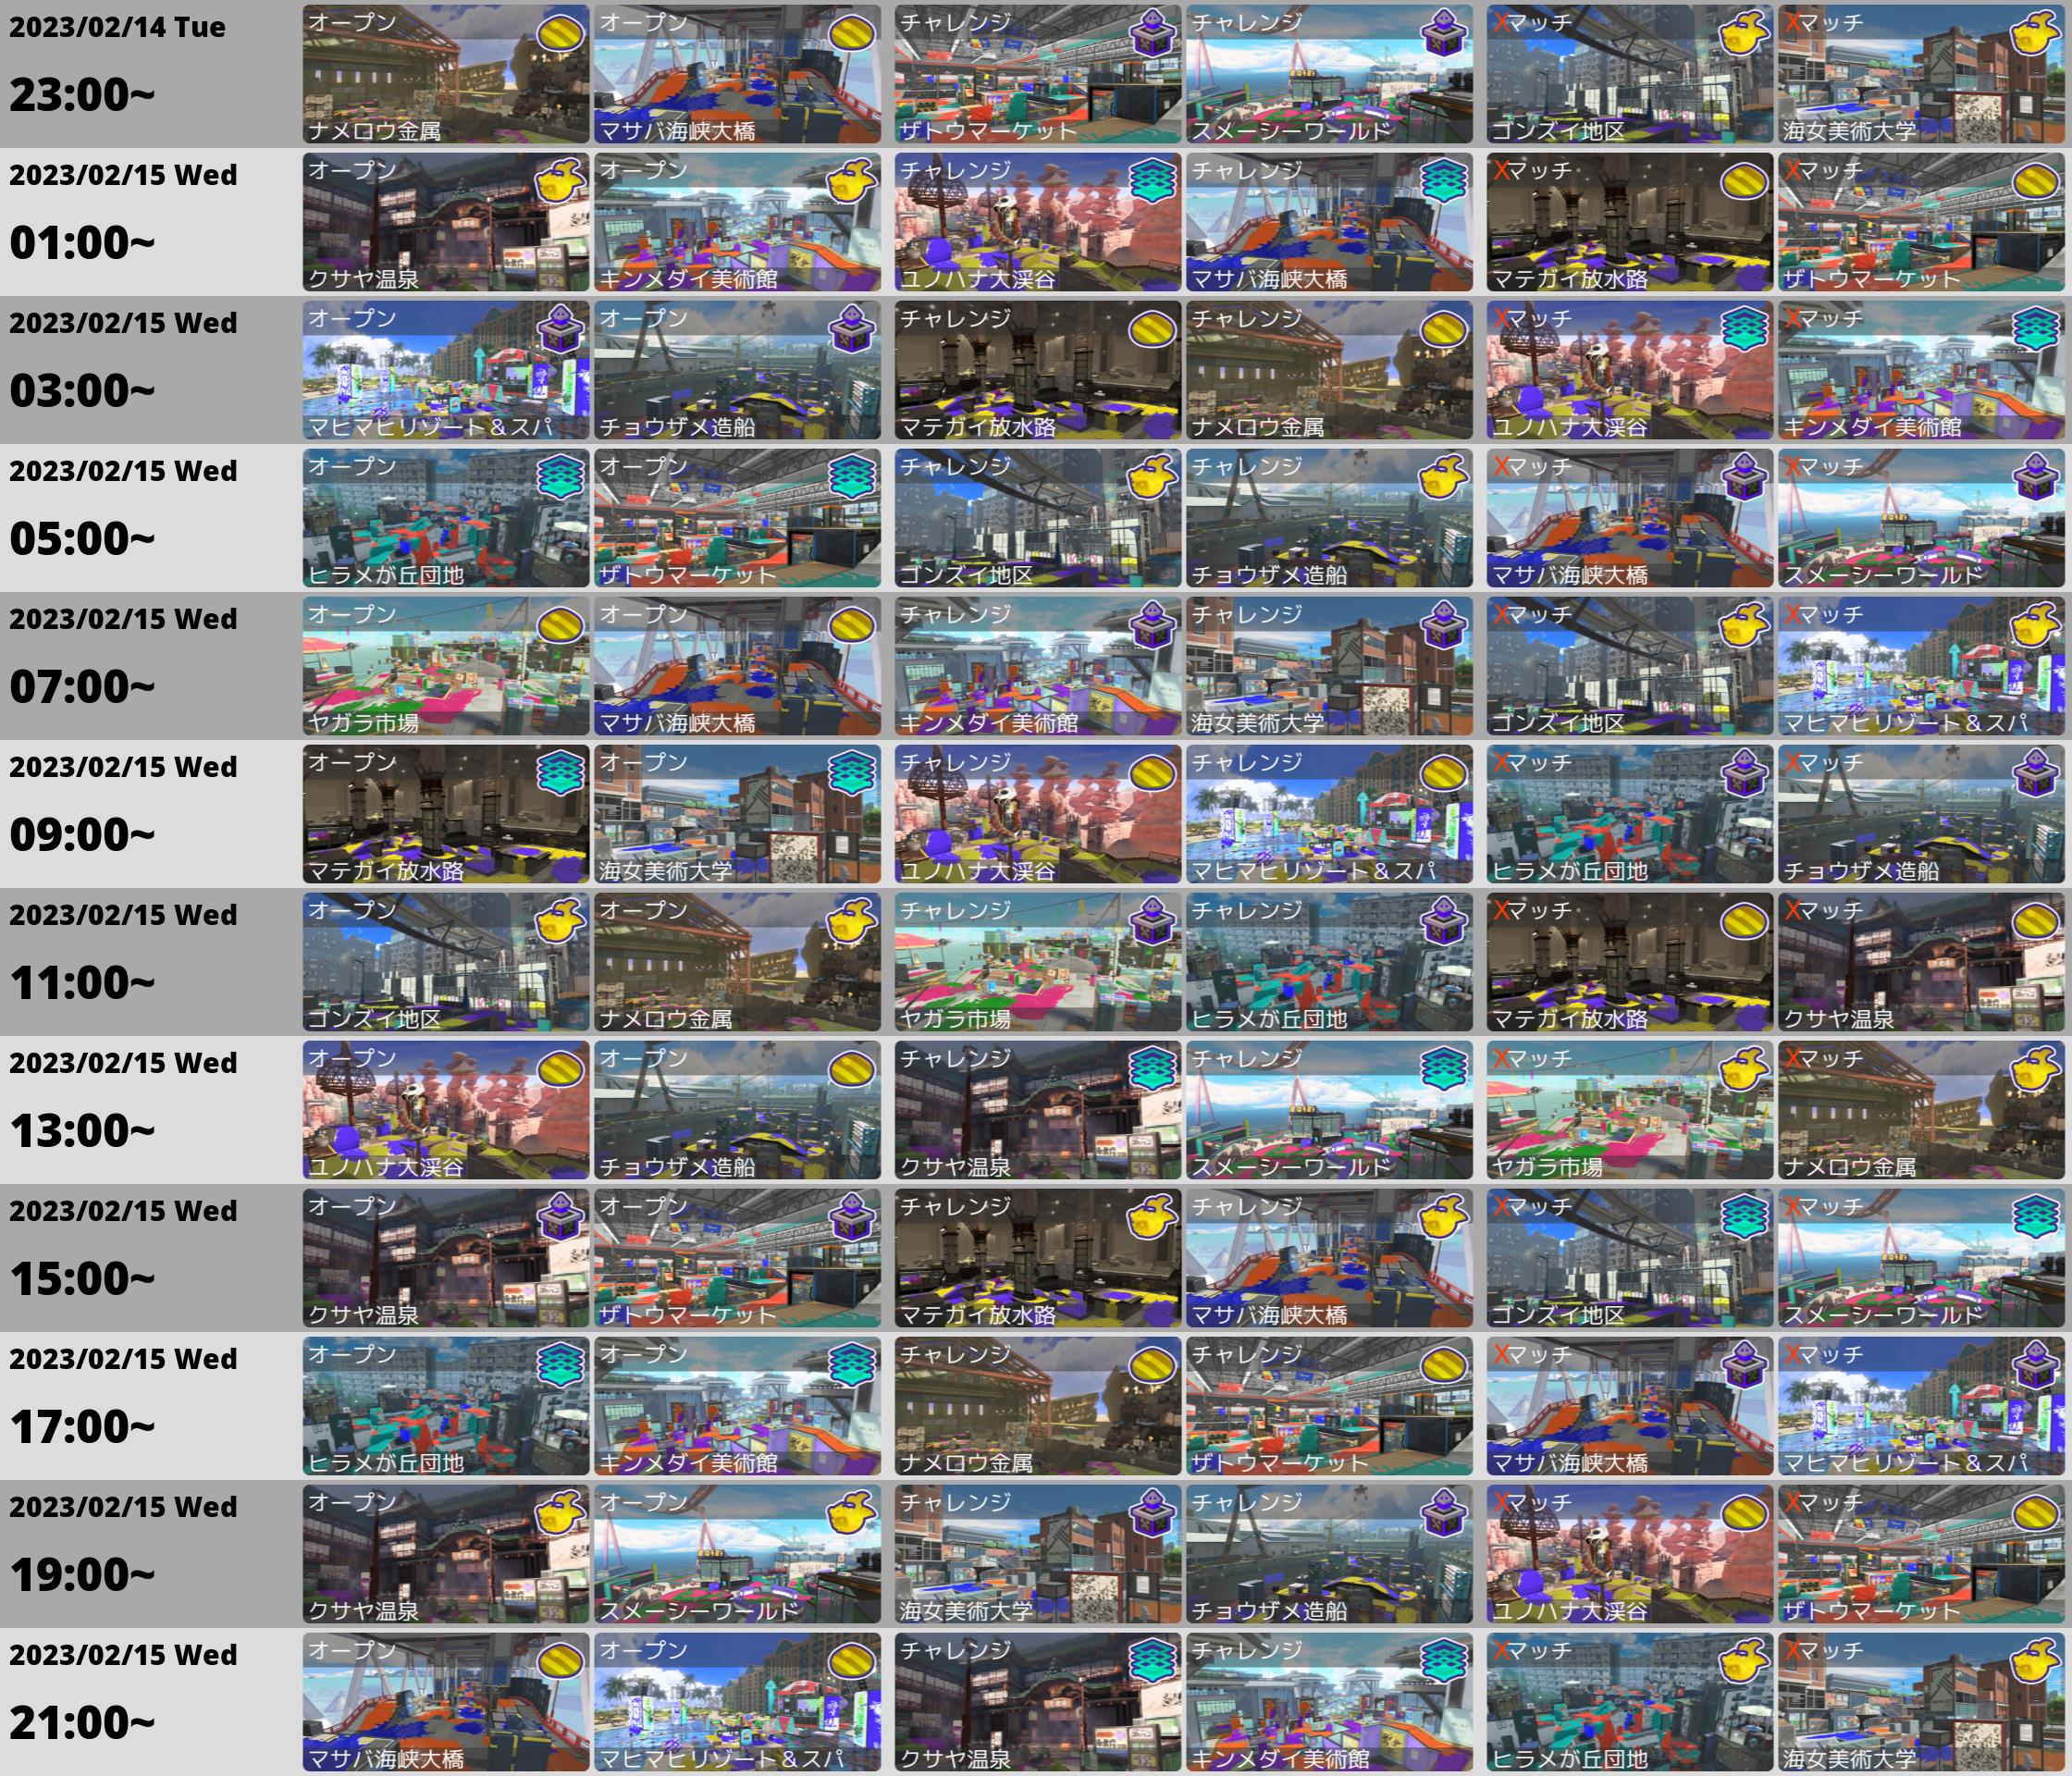 2023/02/14 Tue
23:00~
オープン オープン チャレンジ チャレンジ Xマッチ Xマッチ
ナメロウ金属 マサバ海峡大橋 ザトウマーケット スメーシーワールド ゴンズイ地区 海女美術大学
2023/02/15 Wed
01:00~
オープン オープン チャレンジ チャレンジ Xマッチ Xマッチ
クサヤ温泉 キンメダイ美術館 ユノハナ大渓谷 マサバ海峡大橋 マテガイ放水路 ザトウマーケット
2023/02/15 Wed
03:00~
オープン オープン チャレンジ チャレンジ Xマッチ Xマッチ
マヒマヒリゾート＆スパ チョウザメ造船 マテガイ放水路 ナメロウ金属 ユノハナ大渓谷 キンメダイ美術館
2023/02/15 Wed
05:00~
オープン オープン チャレンジ チャレンジ Xマッチ Xマッチ
ヒラメが丘団地 ザトウマーケット ゴンズイ地区 チョウザメ造船 マサバ海峡大橋 スメーシーワールド
2023/02/15 Wed
07:00~
オープン オープン チャレンジ チャレンジ Xマッチ Xマッチ
ヤガラ市場 マサバ海峡大橋 キンメダイ美術館 海女美術大学 ゴンズイ地区 マヒマヒリゾート＆スパ
2023/02/15 Wed
09:00~
オープン オープン チャレンジ チャレンジ Xマッチ Xマッチ
マテガイ放水路 海女美術大学 ユノハナ大渓谷 マヒマヒリゾート＆スパ ヒラメが丘団地 チョウザメ造船
2023/02/15 Wed
11:00~
オープン オープン チャレンジ チャレンジ Xマッチ Xマッチ
ゴンズイ地区 ナメロウ金属 ヤガラ市場 ヒラメが丘団地 マテガイ放水路 クサヤ温泉
2023/02/15 Wed
13:00~
オープン オープン チャレンジ チャレンジ Xマッチ Xマッチ
ユノハナ大渓谷 チョウザメ造船 クサヤ温泉 スメーシーワールド ヤガラ市場 ナメロウ金属
2023/02/15 Wed
15:00~
オープン オープン チャレンジ チャレンジ Xマッチ Xマッチ
クサヤ温泉 ザトウマーケット マテガイ放水路 マサバ海峡大橋 ゴンズイ地区 スメーシーワールド
2023/02/15 Wed
17:00~
オープン オープン チャレンジ チャレンジ Xマッチ Xマッチ
ヒラメが丘団地 キンメダイ美術館 ナメロウ金属 ザトウマーケット マサバ海峡大橋 マヒマヒリゾート＆スパ
2023/02/15 Wed
19:00~
オープン オープン チャレンジ チャレンジ Xマッチ Xマッチ
クサヤ温泉 スメーシーワールド 海女美術大学 チョウザメ造船 ユノハナ大渓谷 ザトウマーケット
2023/02/15 Wed
21:00~
オープン オープン チャレンジ チャレンジ Xマッチ Xマッチ
マサバ海峡大橋 マヒマヒリゾート＆スパ クサヤ温泉 キンメダイ美術館 ヒラメが丘団地 海女美術大学